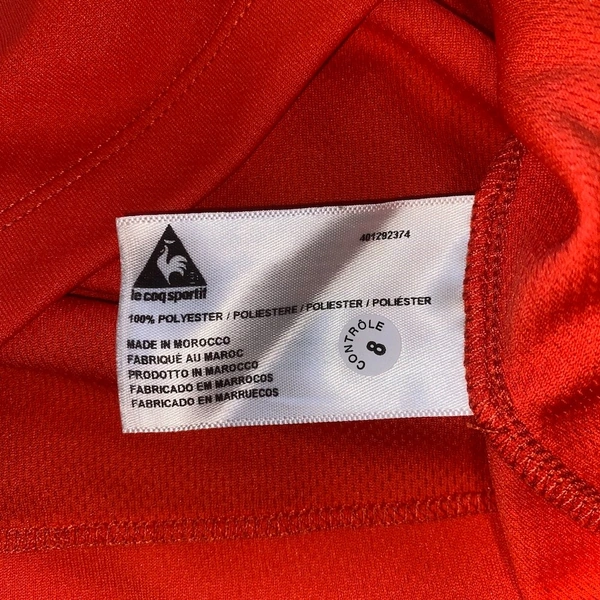 401292374
le coq sportif
100% POLYESTER / POLIESTERE / POLIESTER / POLIÉSTER
MADE IN MOROCCO
FABRIQUÉ AU MAROC
PRODOTTO IN MAROCCO
FABRICADO EM MARROCOS
FABRICADO EN MARRUECOS
CONTRÔLE
8